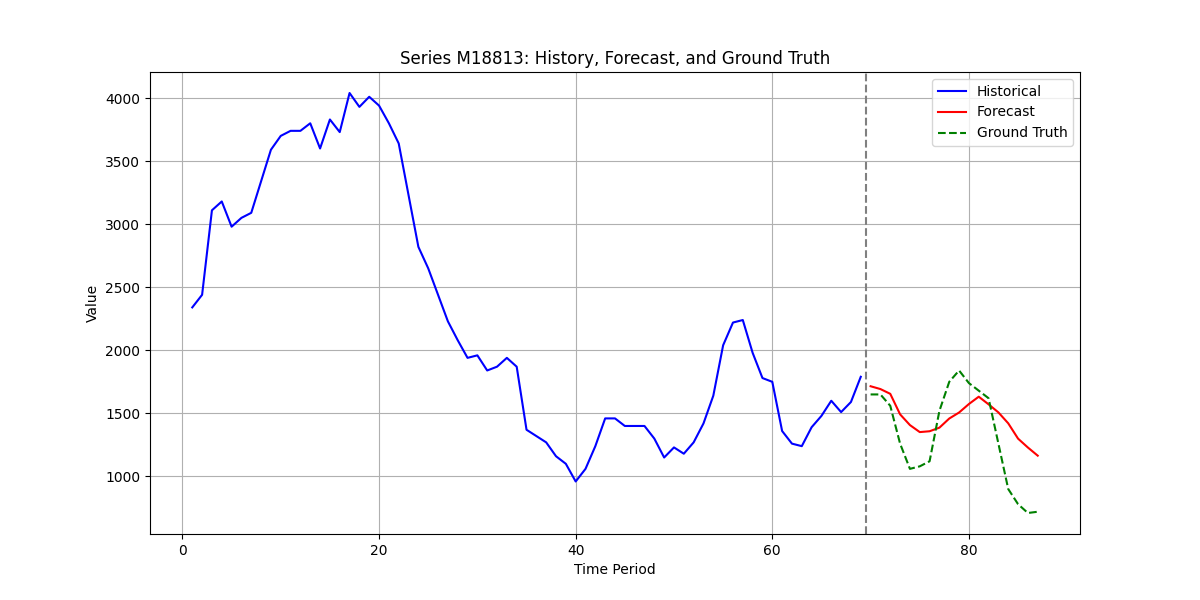 Series M18813: History, Forecast, and Ground Truth
Historical
Forecast
Ground Truth
Value
4000
3500
3000
2500
2000
1500
1000
0
20
40
60
80
Time Period